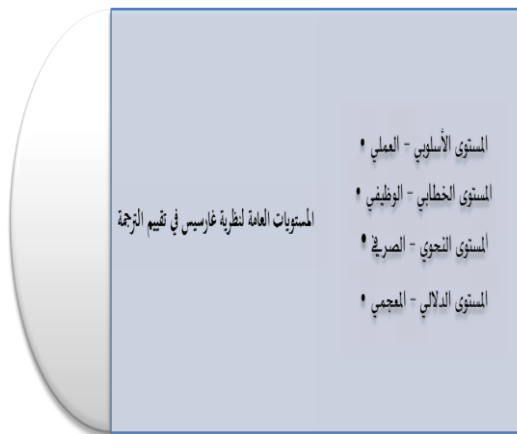 المستوى الأسلوبي - العملي •
المستوى الخطابي - الوظيفي •
المستوى النحوي - الصرفي •
المستوى الدلالي - المعجمي •
المستويات العامة لنظرية غارسيس في تقييم الترجمة